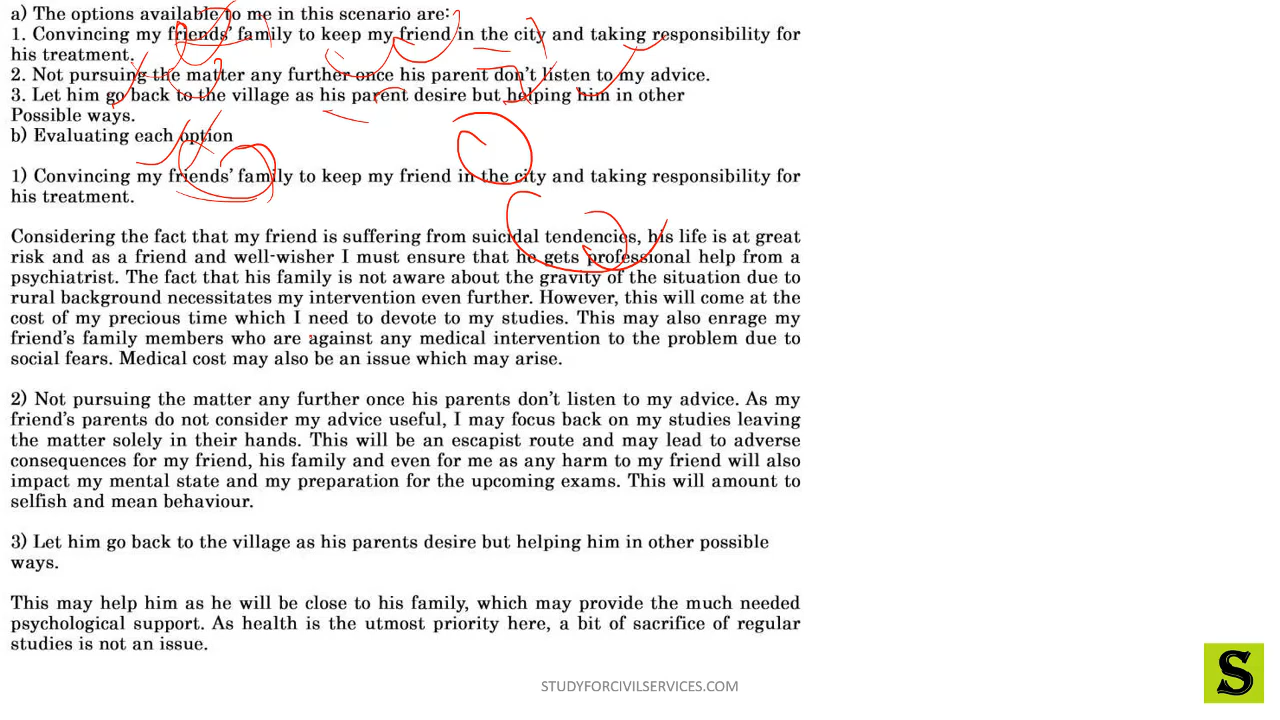 a) The options available to me in this scenario are:
1. Convincing my friends' family to keep my friend in the city and taking responsibility for
his treatment.
2. Not pursuing the matter any further once his parent don't listen to my advice.
3. Let him go back to the village as his parent desire but helping him in other
Possible ways.
b) Evaluating each option
1) Convincing my friends' family to keep my friend in the city and taking responsibility for
his treatment.
Considering the fact that my friend is suffering from suicidal tendencies, his life is at great
risk and as a friend and well-wisher I must ensure that he gets professional help from a
psychiatrist. The fact that his family is not aware about the gravity of the situation due to
rural background necessitates my intervention even further. However, this will come at the
cost of my precious time which I need to devote to my studies. This may also enrage my
friend's family members who are against any medical intervention to the problem due to
social fears. Medical cost may also be an issue which may arise.
2) Not pursuing the matter any further once his parents don't listen to my advice. As my
friend's parents do not consider my advice useful, I may focus back on my studies leaving
the matter solely in their hands. This will be an escapist route and may lead to adverse
consequences for my friend, his family and even for me as any harm to my friend will also
impact my mental state and my preparation for the upcoming exams. This will amount to
selfish and mean behaviour.
3) Let him go back to the village as his parents desire but helping him in other possible
ways.
This may help him as he will be close to his family, which may provide the much needed
psychological support. As health is the utmost priority here, a bit of sacrifice of regular
studies is not an issue.
STUDYFORCIVILSERVICES.COM
S